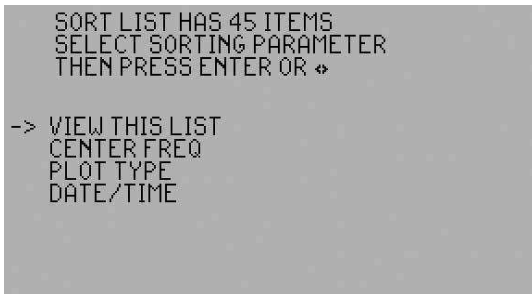 SORT LIST HAS 45 ITEMS
SELECT SORTING PARAMETER
THEN PRESS ENTER OR ⬄
-> VIEW THIS LIST
CENTER FREQ
PLOT TYPE
DATE/TIME